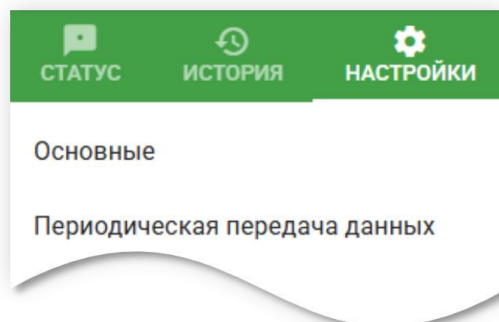 СТАТУС ИСТОРИЯ НАСТРОЙКИ
Основные
Периодическая передача данных